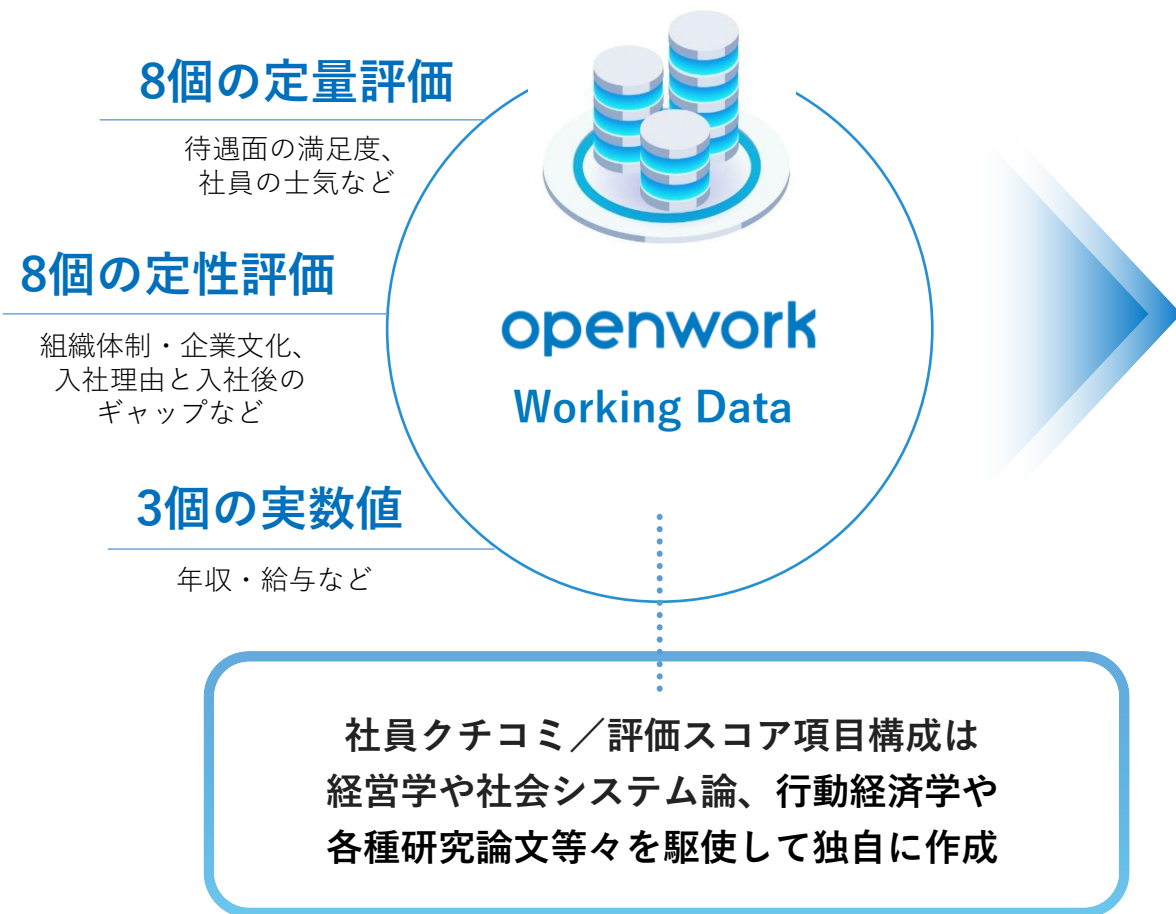 8個の定量評価
待遇面の満足度、
社員の士気など
8個の定性評価
組織体制・企業文化、
入社理由と入社後の
ギャップなど
3個の実数値
年収・給与など
openwork
Working Data
社員クチコミ／評価スコア項目構成は
経営学や社会システム論、行動経済学や
各種研究論文等々を駆使して独自に作成